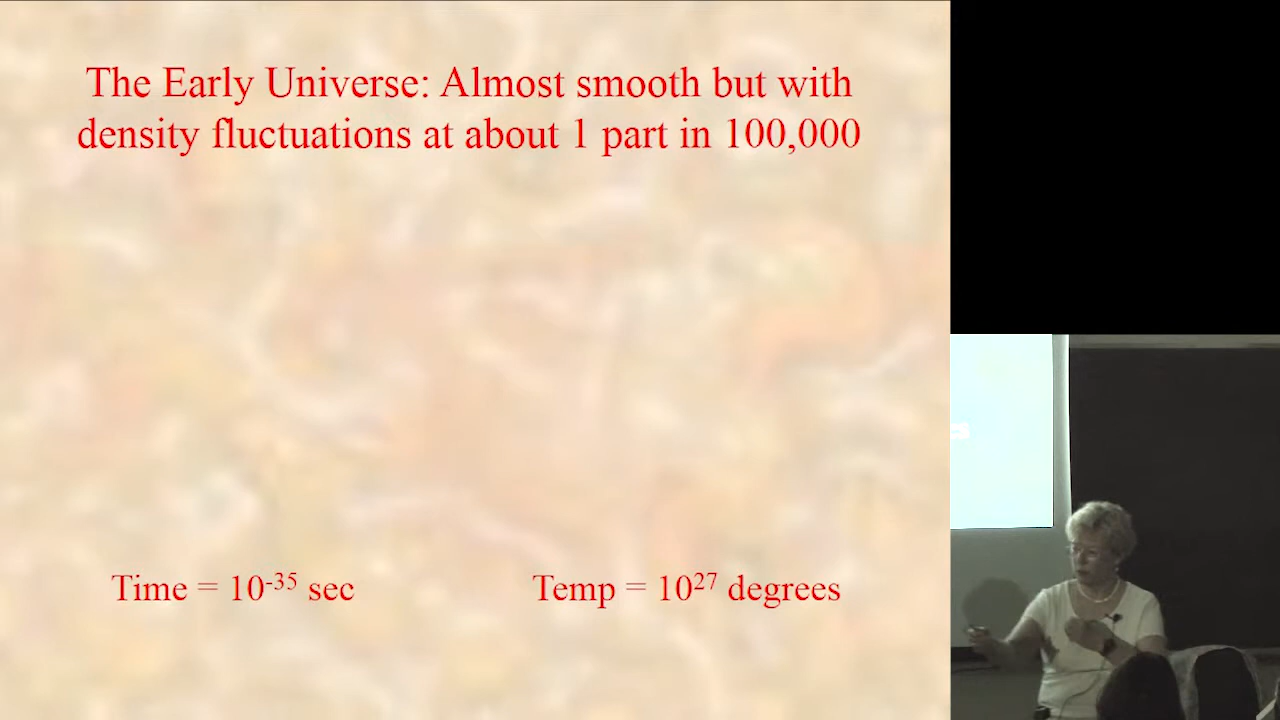 The Early Universe: Almost smooth but with
density fluctuations at about 1 part in 100,000
Time = 10⁻³⁵ sec
Temp = 10²⁷ degrees